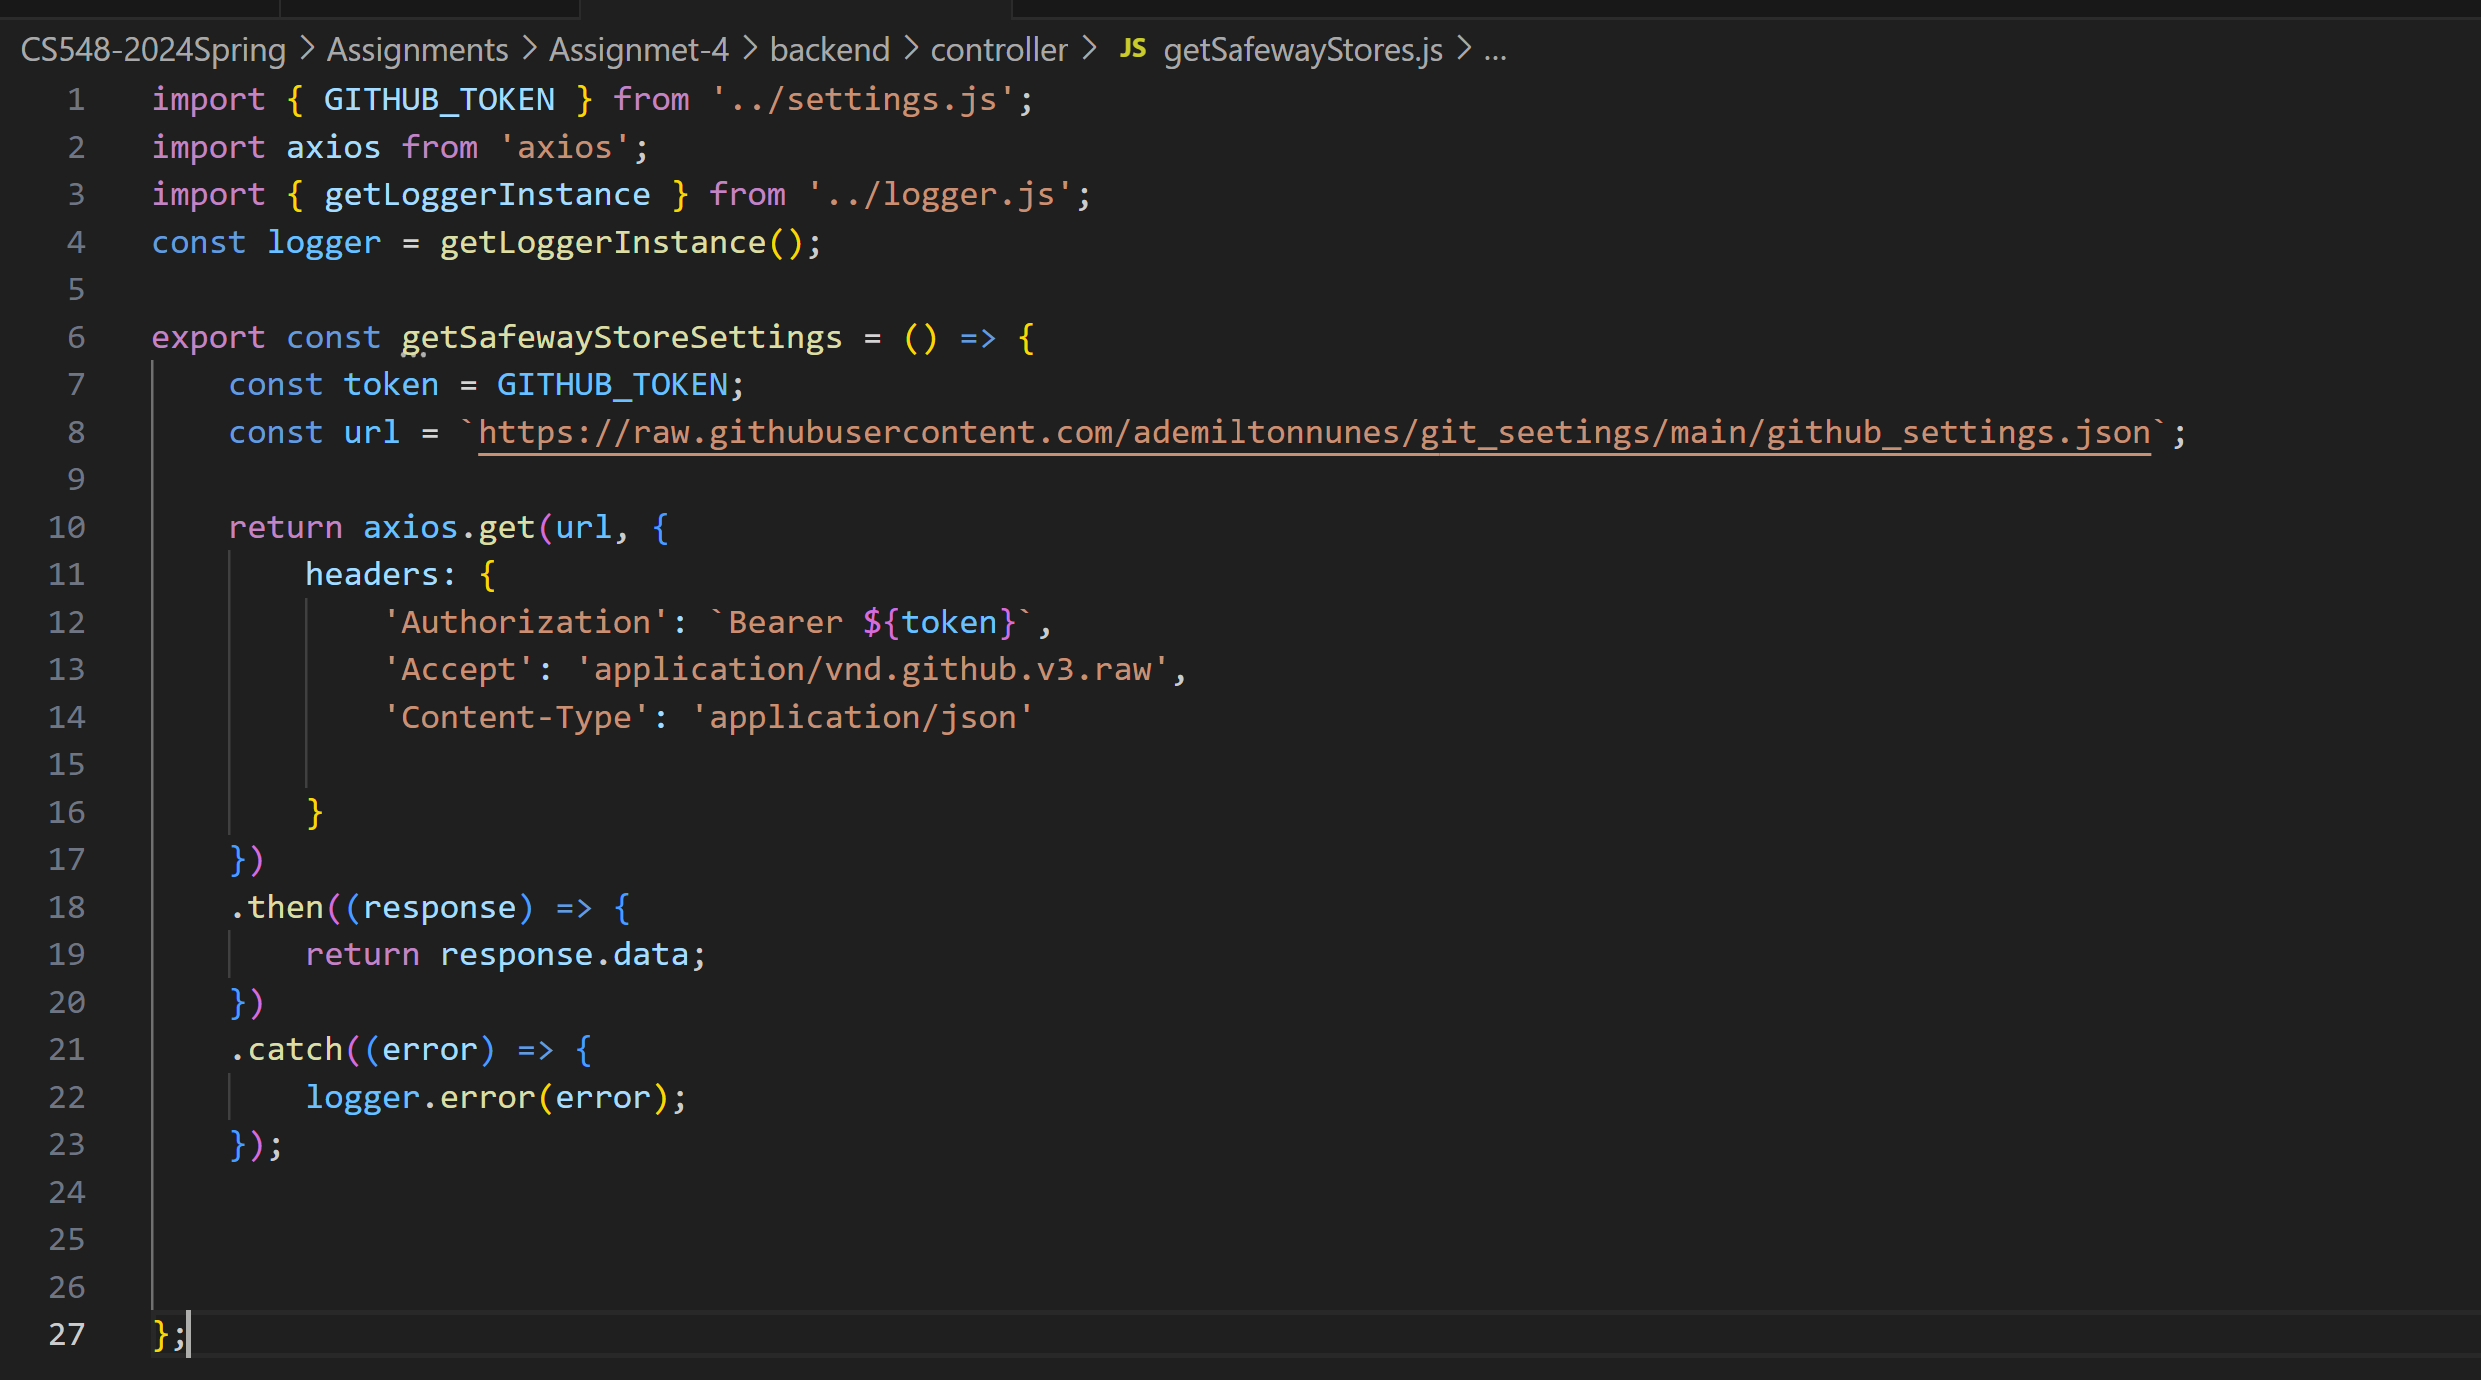 CS548-2024Spring > Assignments > Assignmet-4 > backend > controller > JS getSafewayStores.js > ...
1 import { GITHUB_TOKEN } from '../settings.js';
2 import axios from 'axios';
3 import { getLoggerInstance } from '../logger.js';
4 const logger = getLoggerInstance();
5
6 export const getSafewayStoreSettings = () => {
7     const token = GITHUB_TOKEN;
8     const url = `https://raw.githubusercontent.com/ademiltonnunes/git_seetings/main/github_settings.json`;
9
10     return axios.get(url, {
11         headers: {
12             'Authorization': `Bearer ${token}`,
13             'Accept': 'application/vnd.github.v3.raw',
14             'Content-Type': 'application/json'
15
16         }
17     })
18     .then((response) => {
19         return response.data;
20     })
21     .catch((error) => {
22         logger.error(error);
23     });
24
25
26
27 };